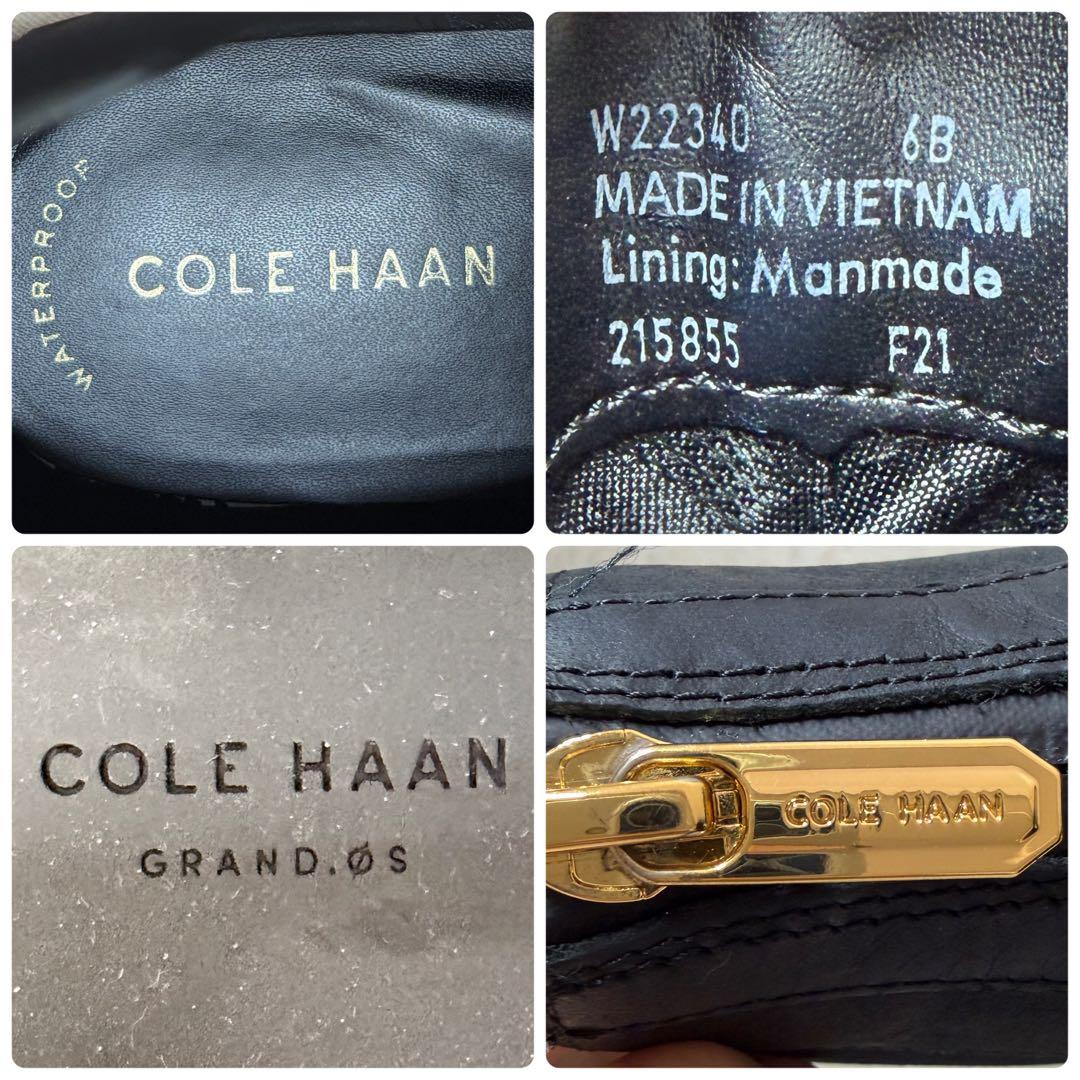 WATERPROOF
COLE HAAN
W22340 6B
MADE IN VIETNAM
Lining: Manmade
215855 F21
COLE HAAN
GRAND.ØS
COLE HAAN